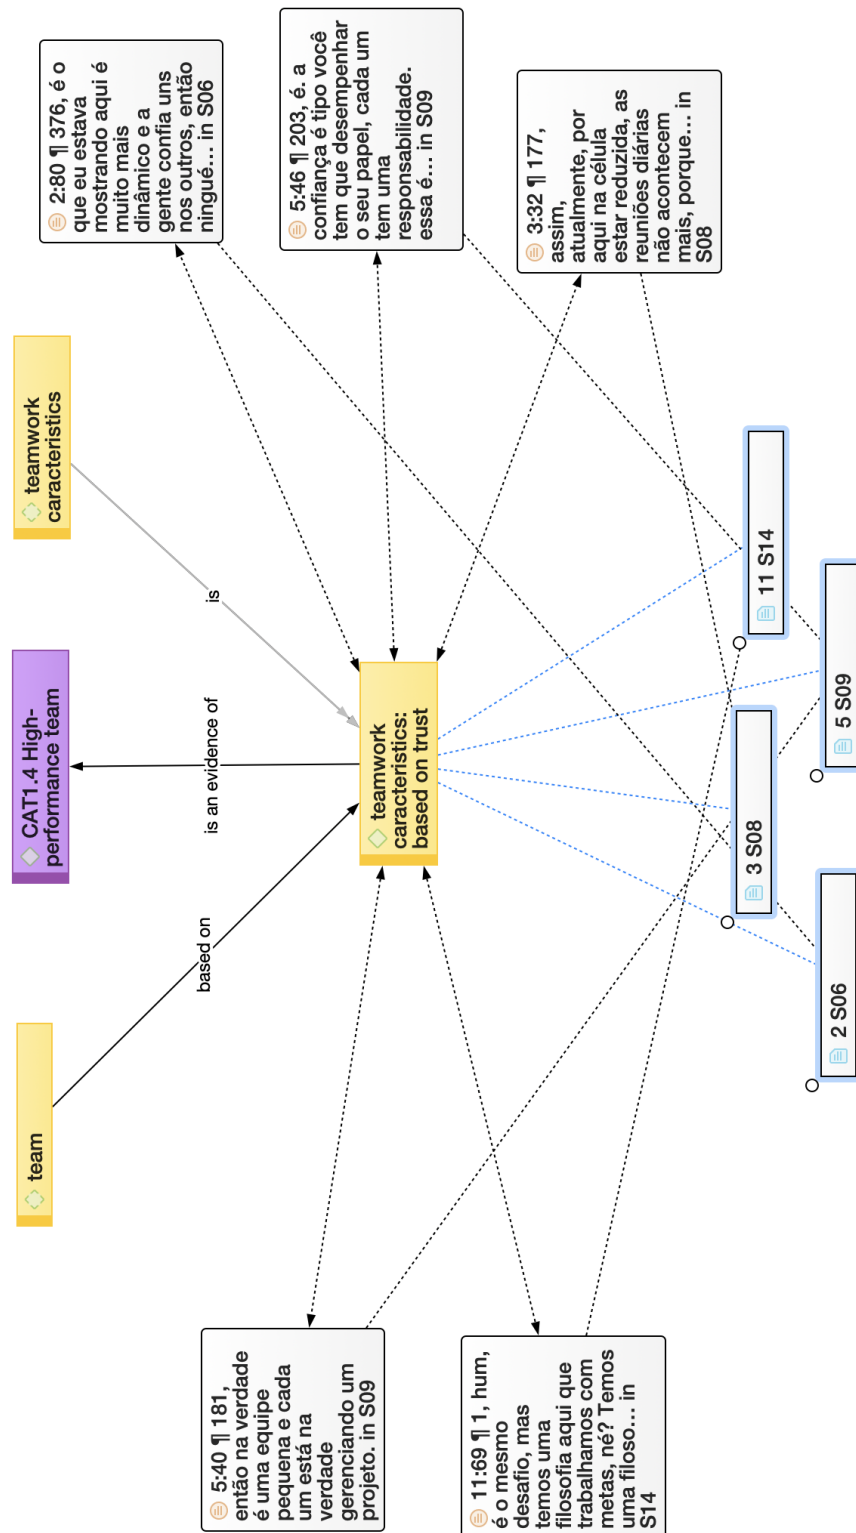 team
CAT1.4 High-
performance team
teamwork
caracteristics
2:80 ¶ 376, é o
que eu estava
mostrando aqui é
muito mais
dinâmico e a
gente confia uns
nos outros, então
ningué… in S06
based on
is an evidence of
is
5:40 ¶ 181,
então na verdade
é uma equipe
pequena e cada
um está na
verdade
gerenciando um
projeto. in S09
5:46 ¶ 203, é. a
confiança é tipo você
tem que desempenhar
o seu papel, cada um
tem uma
responsabilidade.
essa é… in S09
teamwork
caracteristics:
based on trust
11:69 ¶ 1, hum,
é o mesmo
desafio, mas
temos uma
filosofia aqui que
trabalhamos com
metas, né? Temos
uma filoso… in
S14
3:32 ¶ 177,
assim,
atualmente, por
aqui na célula
estar reduzida, as
reuniões diárias
não acontecem
mais, porque… in
S08
3 S08
11 S14
2 S06
5 S09